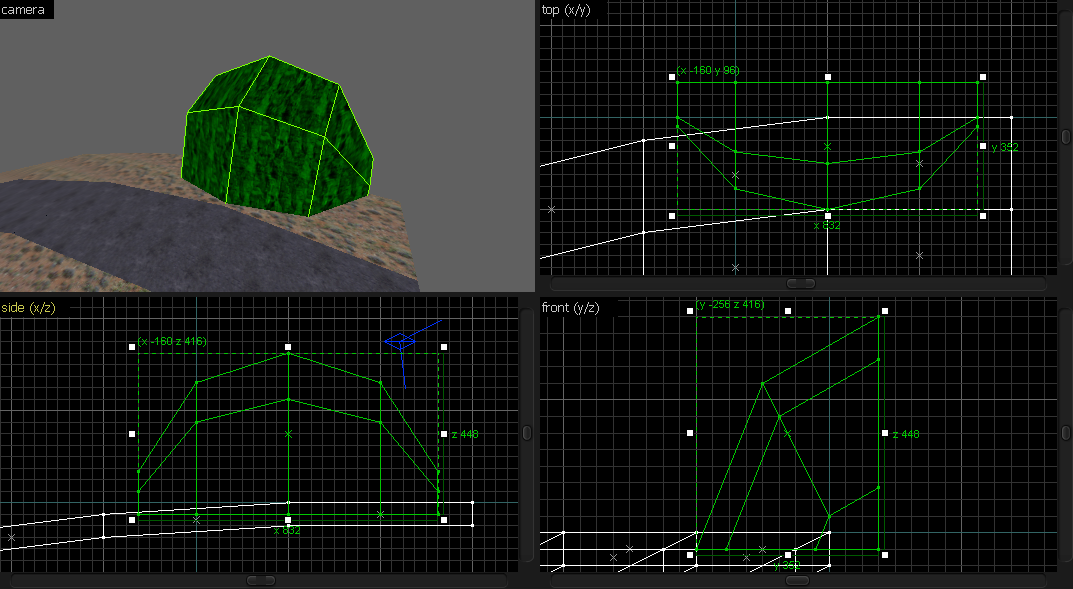 camera
top (x/y)
(x -160 y 96)
y 352
x 832
side (x/z)
(x -160 z 416)
z 448
x 832
front (y/z)
(y -256 z 416)
z 448
y 352